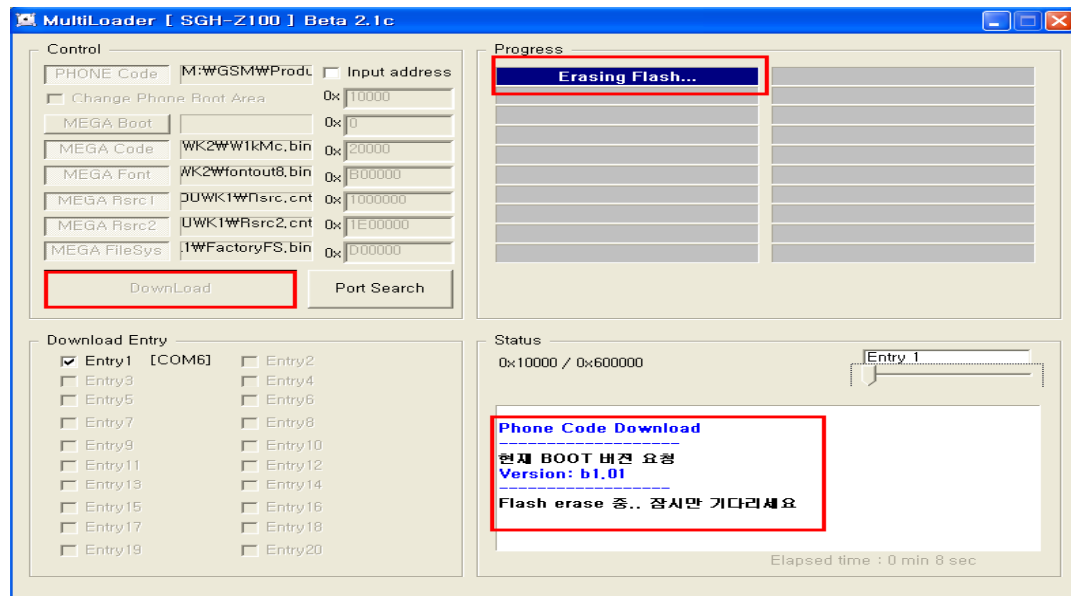 MultiLoader [ SGH-Z100 ] Beta 2.1c
Control
PHONE Code M:₩GSM₩Produ Input address
Change Phone Boot Area 0x 10000
MEGA Boot 0x 0
MEGA Code WK2₩W1kMc.bin 0x 20000
MEGA Font WK2₩fontout8.bin 0x B00000
MEGA Rsrc1 UWK1₩Rsrc.cnt 0x 1000000
MEGA Rsrc2 UWK1₩Rsrc2.cnt 0x 1E00000
MEGA FileSys .1₩FactoryFS.bin 0x D00000
DownLoad Port Search
Progress
Erasing Flash...
Download Entry
Entry1 [COM6] Entry2
Entry3 Entry4
Entry5 Entry6
Entry7 Entry8
Entry9 Entry10
Entry11 Entry12
Entry13 Entry14
Entry15 Entry16
Entry17 Entry18
Entry19 Entry20
Status
0x10000 / 0x600000 Entry 1
Phone Code Download
--------------------
현재 BOOT 버젼 요청
Version: b1.01
-------------------
Flash erase 중.. 잠시만 기다리세요
Elapsed time : 0 min 8 sec